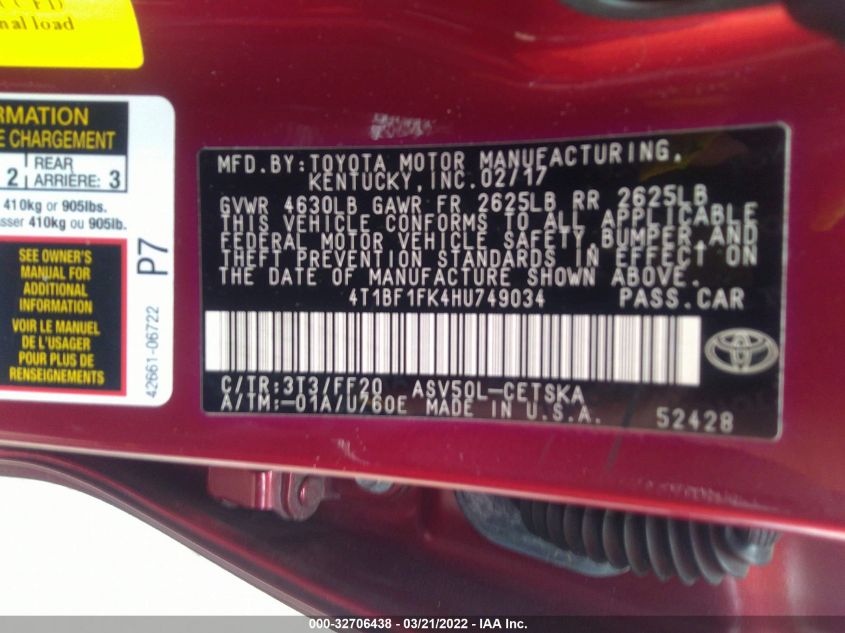 nal load
RMATION
E CHARGEMENT
2 REAR ARRIÈRE: 3
410kg or 905lbs.
sser 410kg ou 905lb.
SEE OWNER'S
MANUAL FOR
ADDITIONAL
INFORMATION
VOIR LE MANUEL
DE L'USAGER
POUR PLUS DE
RENSEIGNEMENTS
P7
42661-06722
MFD.BY:TOYOTA MOTOR MANUFACTURING,
KENTUCKY,INC.02/17
GVWR 4630LB GAWR FR 2625LB RR 2625LB
THIS VEHICLE CONFORMS TO ALL APPLICABLE
FEDERAL MOTOR VEHICLE SAFETY,BUMPER,AND
THEFT PREVENTION STANDARDS IN EFFECT ON
THE DATE OF MANUFACTURE SHOWN ABOVE.
4T1BF1FK4HU749034 PASS.CAR
C/TR:3T3/FF20 ASV50L-CETSKA
A/TM:-01A/U760E MADE IN U.S.A.
52428
TOYOTA
000-32706438 - 03/21/2022 - IAA Inc.